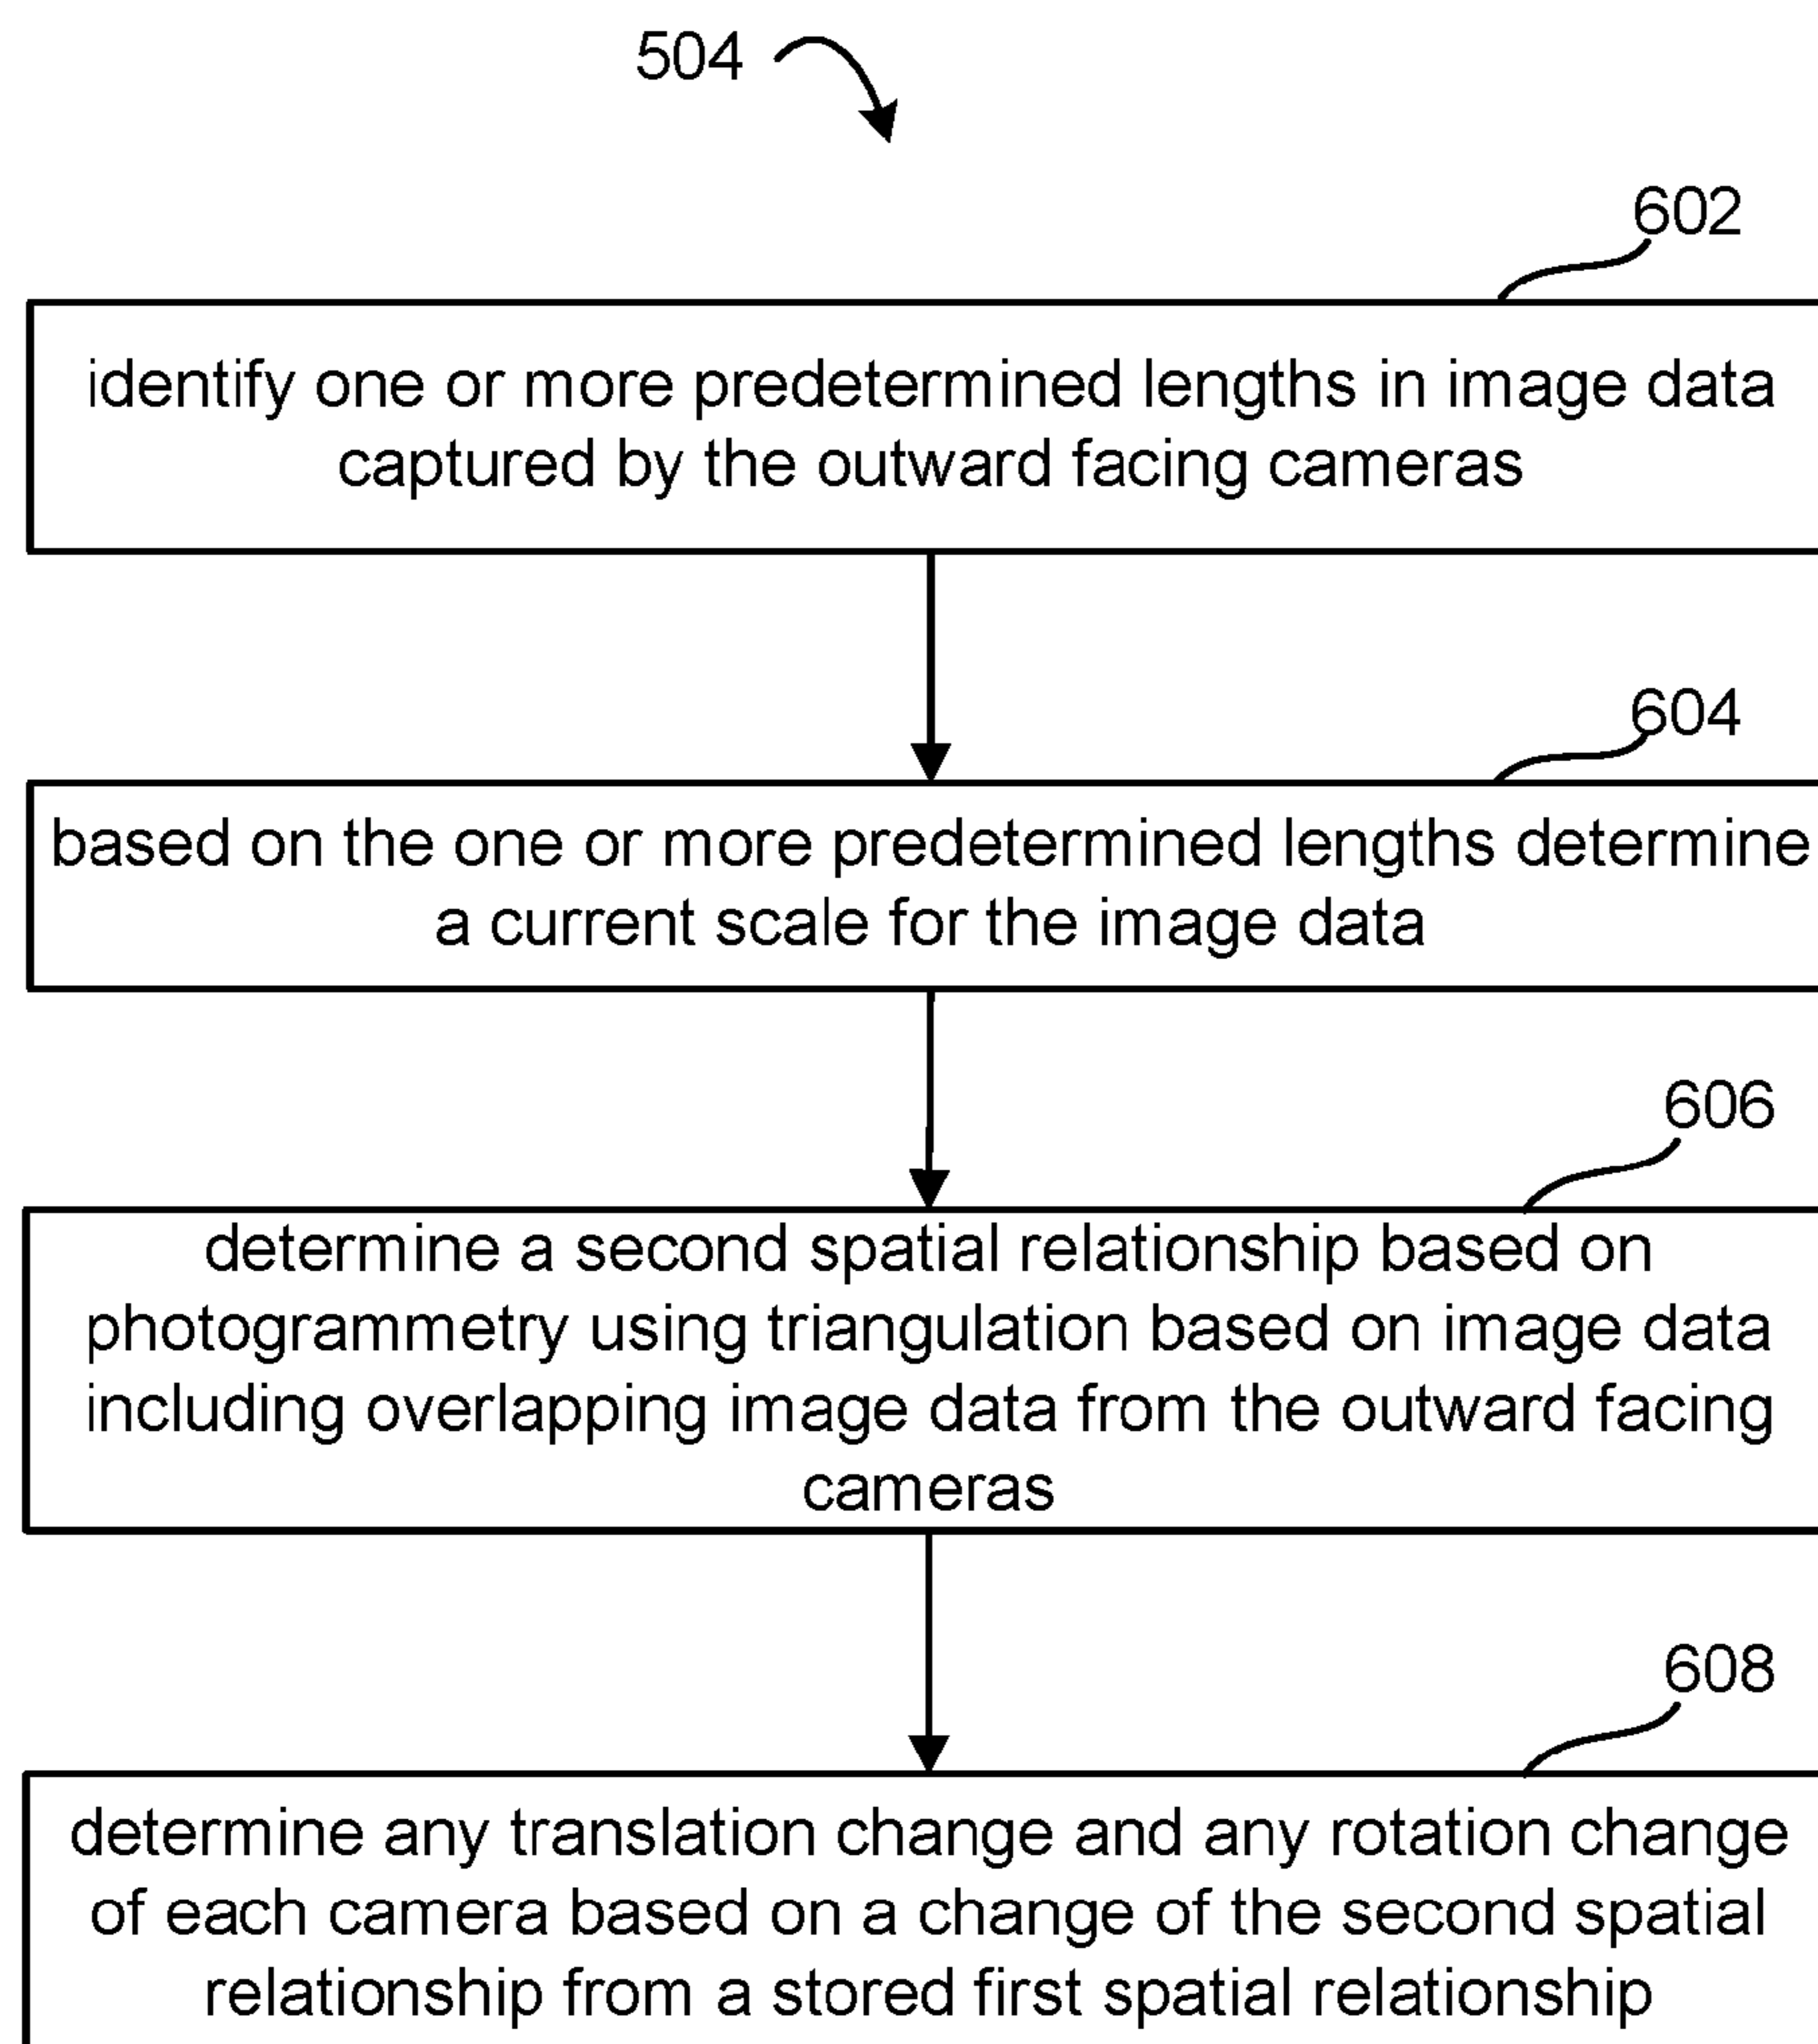 504
602
identify one or more predetermined lengths in image data
captured by the outward facing cameras
604
based on the one or more predetermined lengths determine
a current scale for the image data
606
determine a second spatial relationship based on
photogrammetry using triangulation based on image data
including overlapping image data from the outward facing
cameras
608
determine any translation change and any rotation change
of each camera based on a change of the second spatial
relationship from a stored first spatial relationship